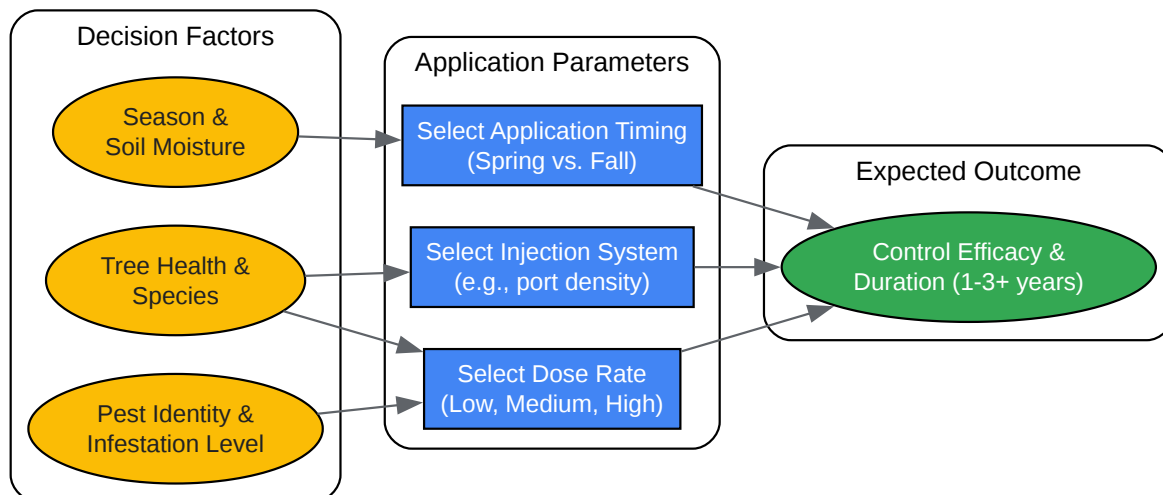 Decision Factors
Season &
Soil Moisture
Tree Health &
Species
Pest Identity &
Infestation Level
Application Parameters
Select Application Timing
(Spring vs. Fall)
Select Injection System
(e.g., port density)
Select Dose Rate
(Low, Medium, High)
Expected Outcome
Control Efficacy &
Duration (1-3+ years)